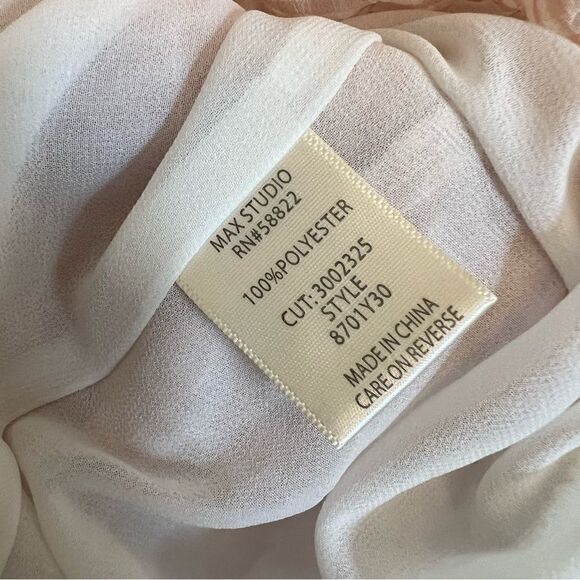 MAX STUDIO
RN#58822
100%POLYESTER
CUT:3002325
STYLE
8701Y30
MADE IN CHINA
CARE ON REVERSE